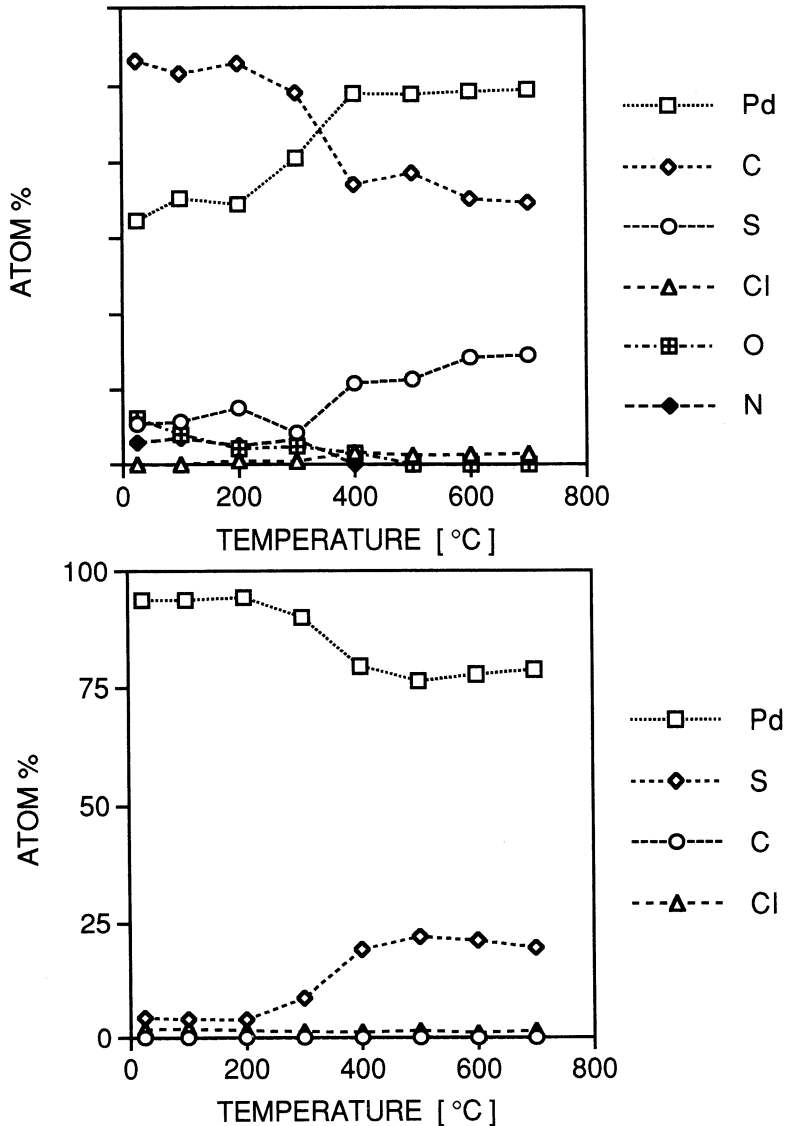 ATOM %
Pd
C
S
Cl
O
N
0 200 400 600 800
TEMPERATURE [ °C ]
100
75
50
25
0
ATOM %
Pd
S
C
Cl
0 200 400 600 800
TEMPERATURE [ °C ]